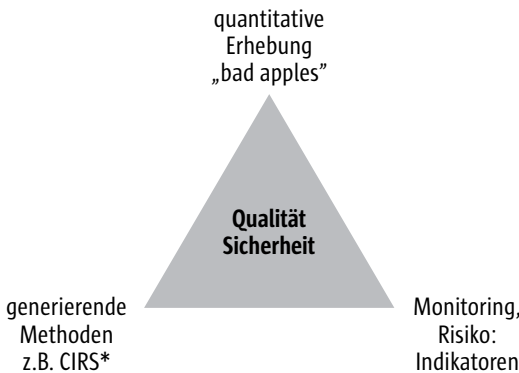 quantitative
Erhebung
„bad apples”
Qualität
Sicherheit
generierende
Methoden
z.B. CIRS*
Monitoring,
Risiko:
Indikatoren